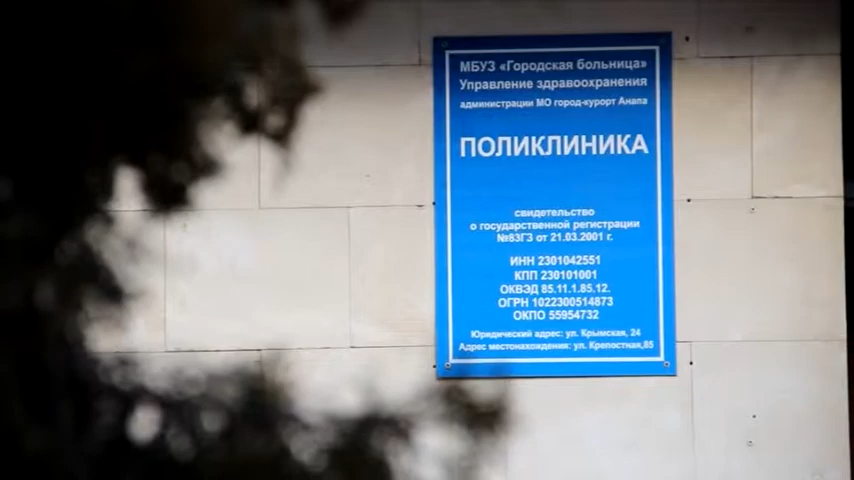 МБУЗ «Городская больница»
Управление здравоохранения
администрации МО город-курорт Анапа
ПОЛИКЛИНИКА
свидетельство
о государственной регистрации
№83ГЗ от 21.03.2001 г.
ИНН 2301042551
КПП 230101001
ОКВЭД 85.11.1.85.12.
ОГРН 1022300514873
ОКПО 55954732
Юридический адрес: ул. Крымская, 24
Адрес местонахождения: ул. Крепостная, 85